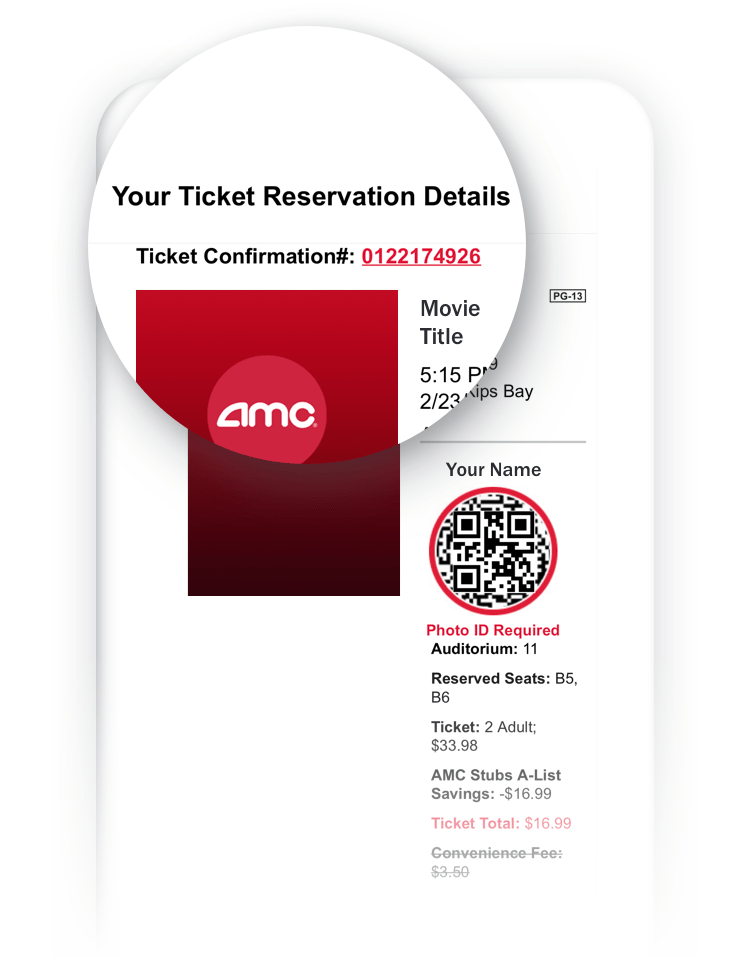 Your Ticket Reservation Details
Ticket Confirmation#: 0122174926
amc
Movie
Title
PG-13
5:15 PM
2/23
Kips Bay
Your Name
Photo ID Required
Auditorium: 11
Reserved Seats: B5,
B6
Ticket: 2 Adult;
$33.98
AMC Stubs A-List
Savings: -$16.99
Ticket Total: $16.99
Convenience Fee:
$3.50